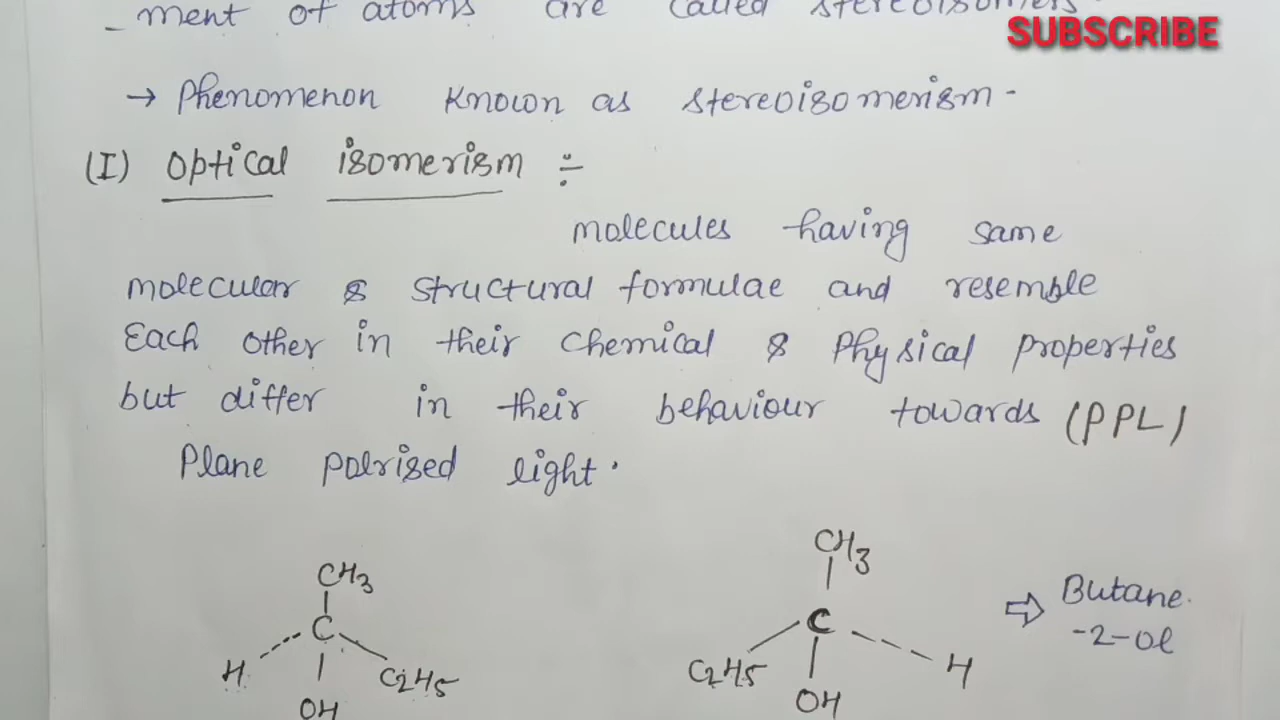 ment of atoms are called stereoisomers
SUBSCRIBE
→ Phenomenon known as stereoisomerism.
(I) Optical isomerism ÷
molecules having same
molecular & structural formulae and resemble
Each other in their chemical & physical properties
but differ in their behaviour towards (PPL)
Plane polrised light.
CH3
C
H
OH
C2H5
CH3
C
C2H5
OH
H
⇒ Butane.
-2-ol